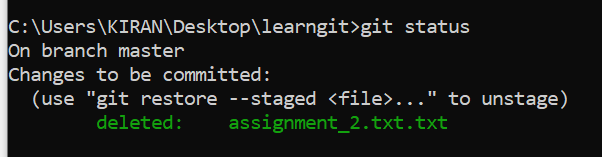 C:\Users\KIRAN\Desktop\learngit>git status
On branch master
Changes to be committed:
  (use "git restore --staged <file>..." to unstage)
        deleted:    assignment_2.txt.txt